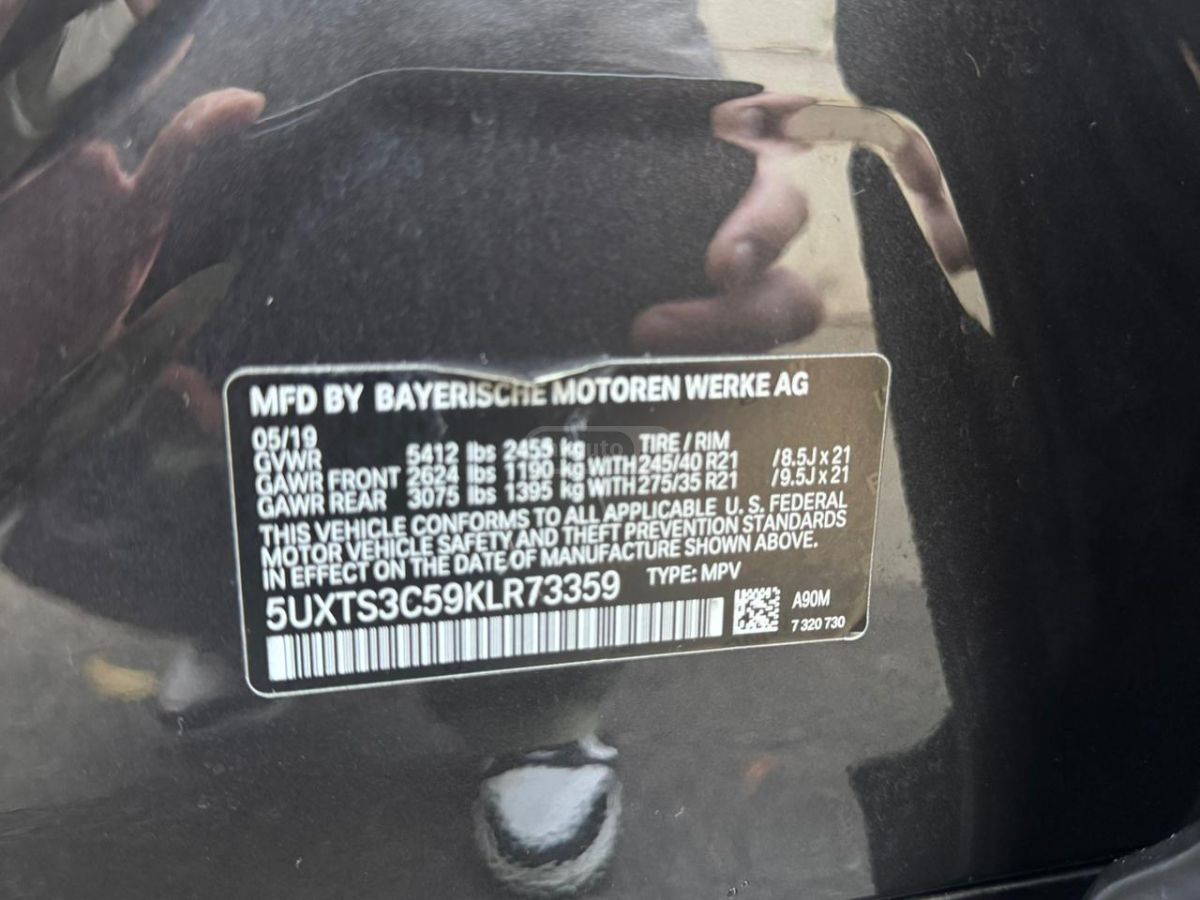 MFD BY BAYERISCHE MOTOREN WERKE AG
05/19
GVWR 5412 lbs 2455 kg TIRE / RIM
GAWR FRONT 2624 lbs 1190 kg WITH 245/40 R21 /8.5J x 21
GAWR REAR 3075 lbs 1395 kg WITH 275/35 R21 /9.5J x 21
THIS VEHICLE CONFORMS TO ALL APPLICABLE U. S. FEDERAL
MOTOR VEHICLE SAFETY AND THEFT PREVENTION STANDARDS
IN EFFECT ON THE DATE OF MANUFACTURE SHOWN ABOVE.
5UXTS3C59KLR73359 TYPE: MPV
A90M
7 320 730